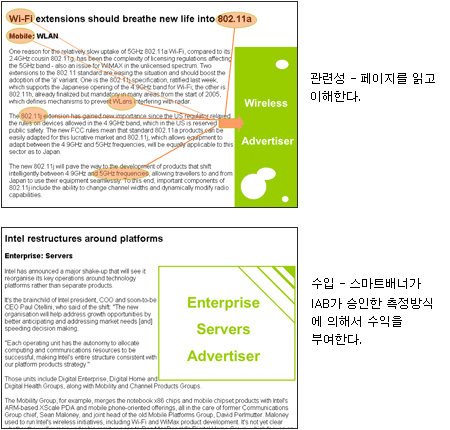 Wi-Fi extensions should breathe new life into 802.11a
Mobile: WLAN
One reason for the relatively slow uptake of 5GHz 802.11a Wi-Fi, compared to its
2.4GHz cousin 802.11g, has been the complexity of licensing regulations affecting
the 5GHz band - also an issue for WiMAX in the unlicensed spectrum. Two
extensions to the 802.11 standard are easing the situation and should boost the
adoption of the 'a' variant. One is the 802.11j specification, ratified last week,
which supports the Japanese opening of the 4.9GHz band for Wi-Fi; the other is
802.11h, already finalized but mandatory in many areas from the start of 2005,
which defines mechanisms to prevent WLans interfering with radar.
The 802.11j extension has gained new importance since the US regulator relaxed
the rules on devices allowed in the 4.9GHz band, which in the US is reserved
public safety. The new FCC rules mean that standard 802.11a products can be
easily adapted for this lucrative market and 802.11j, which allows equipment to
adapt between the 4.9GHz and 5GHz frequencies, will be equally applicable to this
sector as to Japan.
The new 802.11j will pave the way to the development of products that shift
intelligently between 4.9GHz and 5GHz frequencies, allowing travellers to and from
Japan to use their equipment seamlessly. To this end, important components of
802.11j include the ability to change channel widths and dynamically modify radio
capabilities.
Wireless
Advertiser
관련성 - 페이지를 읽고
이해한다.
Intel restructures around platforms
Enterprise: Servers
Intel has announced a major shake-up that will see it
reorganise its key operations around technology
platforms rather than separate products.
It's the brainchild of Intel president, COO and soon-to-be
CEO Paul Otellini, who said of the shift: "The new
organisation will help address growth opportunities by
better anticipating and addressing market needs [and]
speeding decision making.
"Each operating unit has the autonomy to allocate
computing and communications resources to be
successful, making Intel's entire structure consistent with
our platform products strategy."
Those units include Digital Enterprise, Digital Home and
Digital Health Groups, along with Mobility and Channel Products Groups.
The Mobility Group, for example, merges the notebook x86 chips and mobile chipset products with Intel's
ARM-based XScale PDA and mobile phone-oriented offerings, all in the care of former Communications
Group chief, Sean Maloney, and joint head of the old Mobile Platforms Group, David Perlmutter. Maloney
used to run Intel's wireless initiatives, including Wi-Fi and WiMax product development. It's not yet clear
Enterprise
Servers
Advertiser
수입 - 스마트배너가
IAB가 승인한 측정방식
에 의해서 수익을
부여한다.